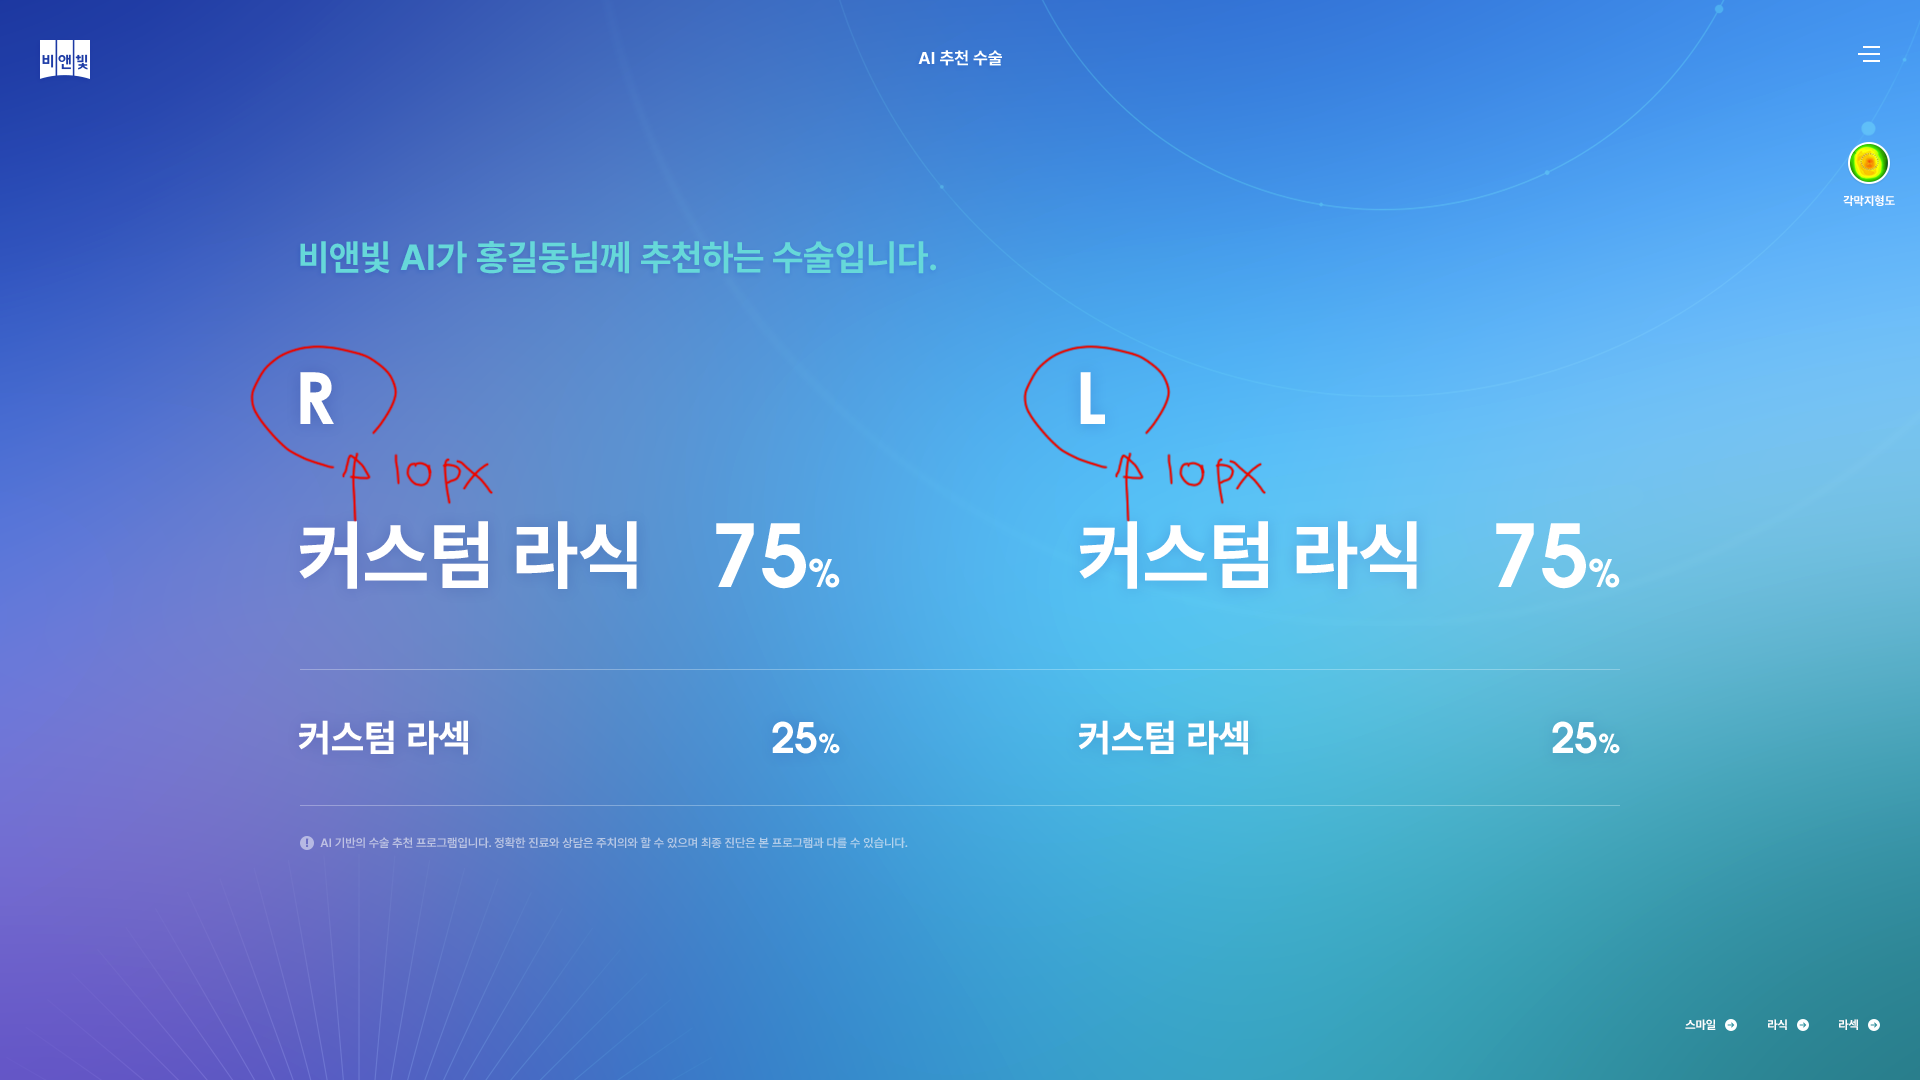 비앤빛
AI 추천 수술
각막지형도
비앤빛 AI가 홍길동님께 추천하는 수술입니다.
R
L
10px
10px
커스텀 라식 75%
커스텀 라식 75%
커스텀 라섹 25%
커스텀 라섹 25%
AI 기반의 수술 추천 프로그램입니다. 정확한 진료와 상담은 주치의와 할 수 있으며 최종 진단은 본 프로그램과 다를 수 있습니다.
스마일 라식 라섹